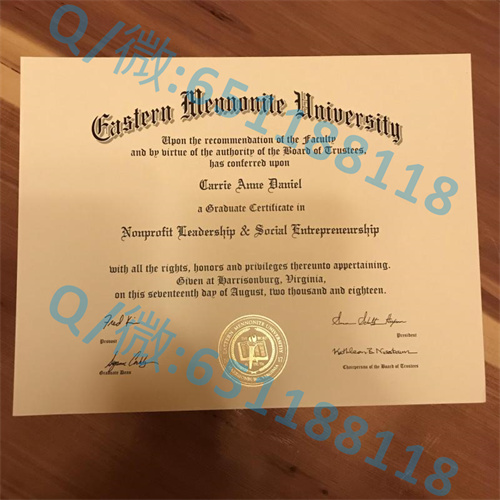 Q/微:651188118
Eastern Mennonite University
Upon the recommendation of the Faculty
and by virtue of the authority of the Board of Trustees,
has conferred upon
Carrie Anne Daniel
a Graduate Certificate in
Nonprofit Leadership & Social Entrepreneurship
with all the rights, honors and privileges thereunto appertaining.
Given at Harrisonburg, Virginia,
on this seventeenth day of August, two thousand and eighteen.
Provost
President
Graduate Dean
Chairperson of the Board of Trustees
EASTERN MENNONITE UNIVERSITY
Q/微:651188118